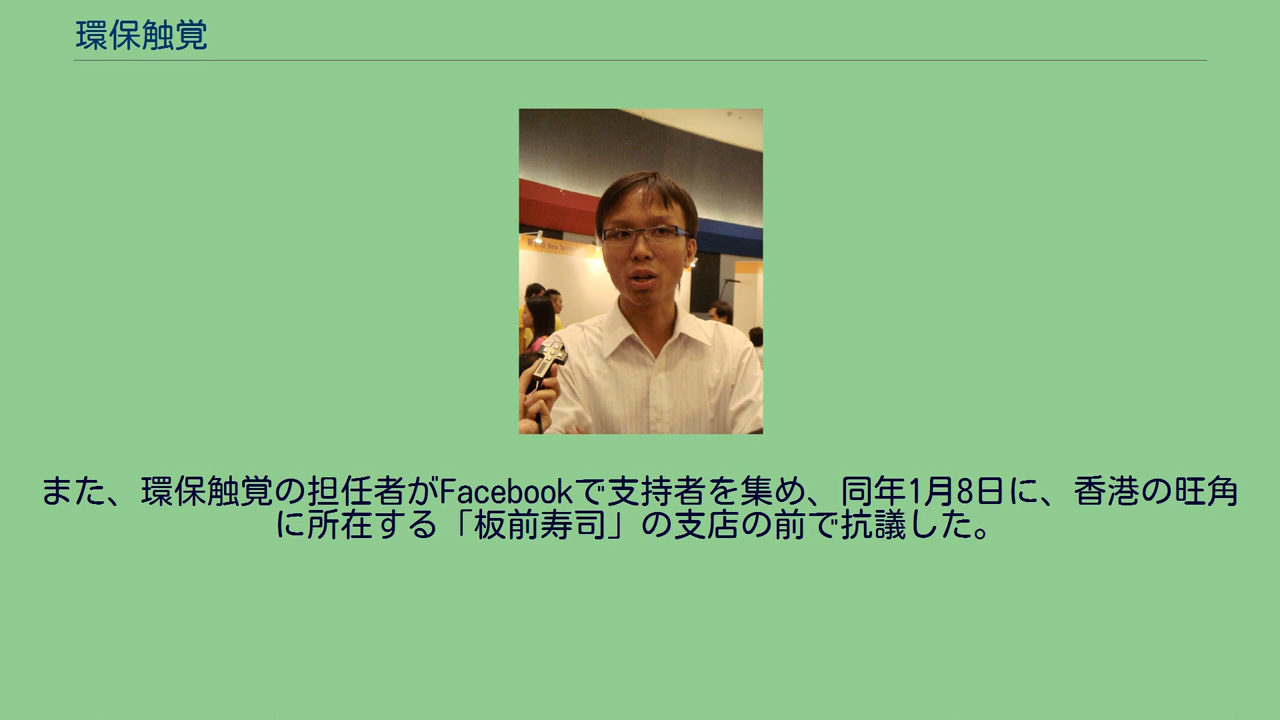 環保触覚
また、環保触覚の担任者がFacebookで支持者を集め、同年1月8日に、香港の旺角
に所在する「板前寿司」の支店の前で抗議した。